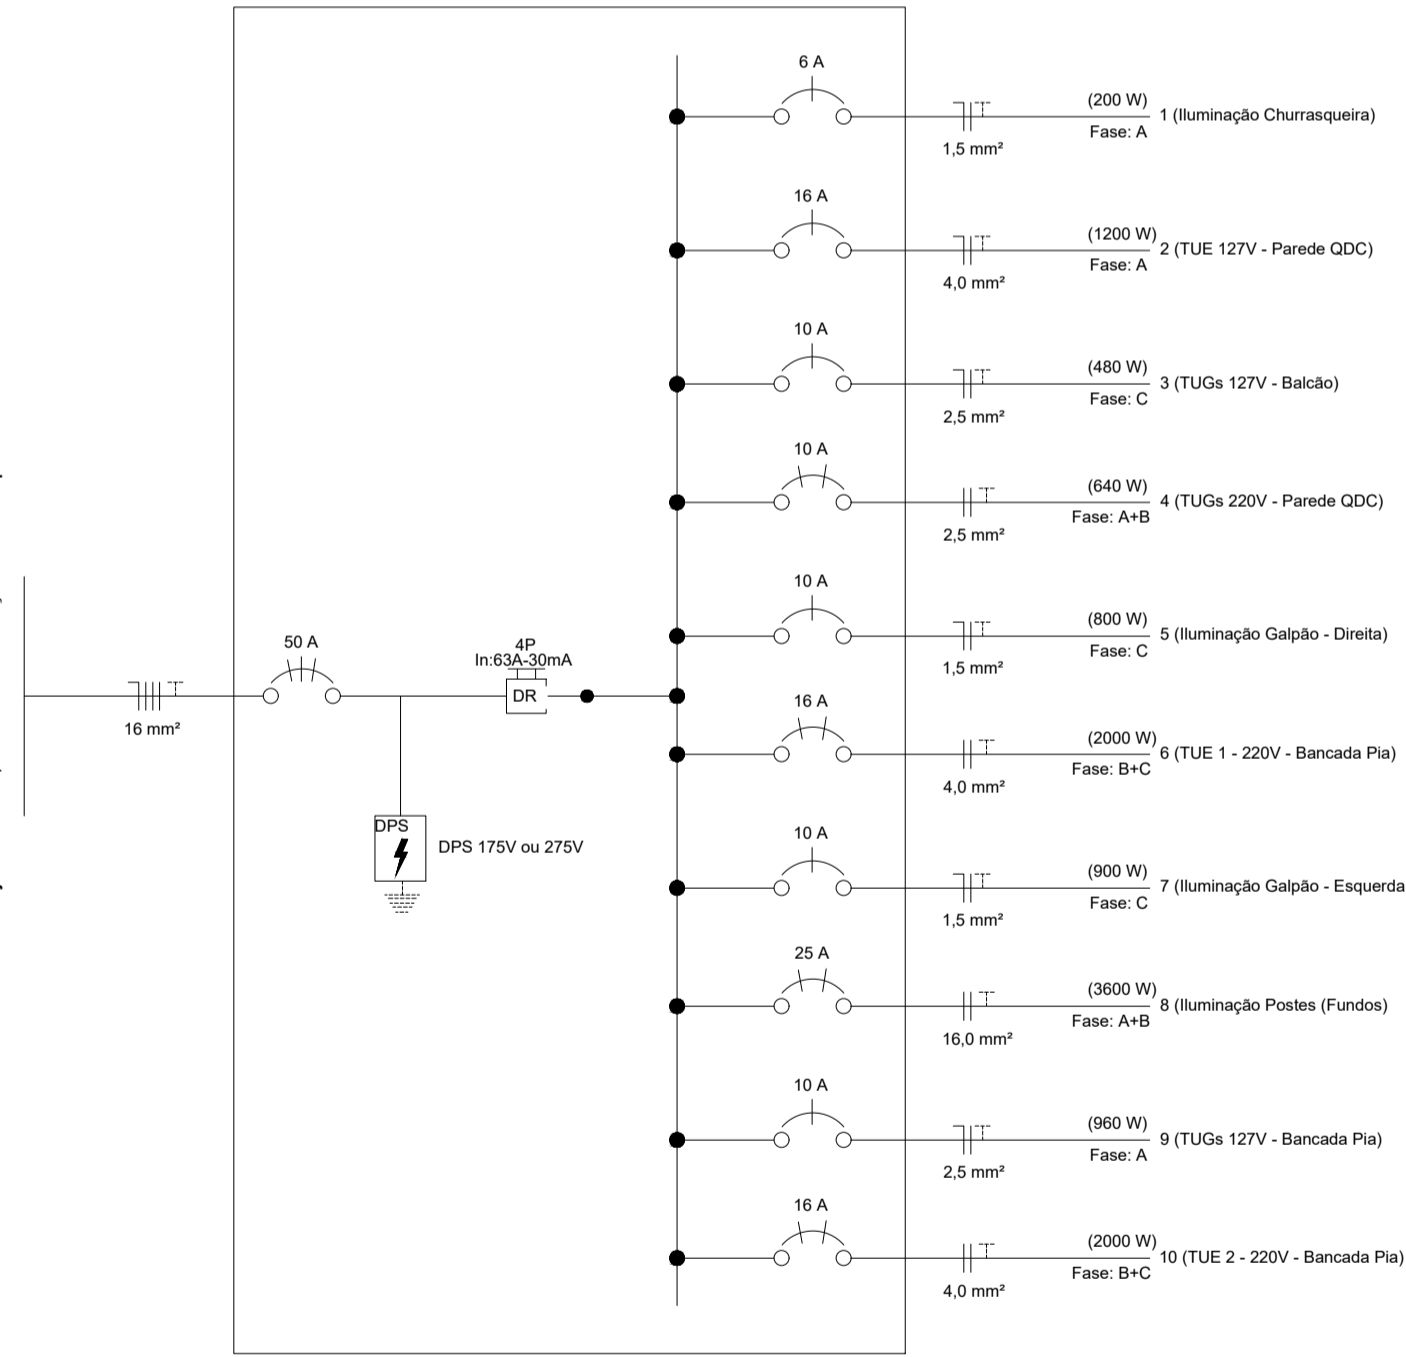 6 A
(200 W)
Fase: A
1 (Iluminação Churrasqueira)
1,5 mm²
16 A
(1200 W)
Fase: A
2 (TUE 127V - Parede QDC)
4,0 mm²
10 A
(480 W)
Fase: C
3 (TUGs 127V - Balcão)
2,5 mm²
10 A
(640 W)
Fase: A+B
4 (TUGs 220V - Parede QDC)
2,5 mm²
10 A
(800 W)
Fase: C
5 (Iluminação Galpão - Direita)
1,5 mm²
50 A
16 mm²
4P
In:63A-30mA
DR
DPS
DPS 175V ou 275V
16 A
(2000 W)
Fase: B+C
6 (TUE 1 - 220V - Bancada Pia)
4,0 mm²
10 A
(900 W)
Fase: C
7 (Iluminação Galpão - Esquerda
1,5 mm²
25 A
(3600 W)
Fase: A+B
8 (Iluminação Postes (Fundos)
16,0 mm²
10 A
(960 W)
Fase: A
9 (TUGs 127V - Bancada Pia)
2,5 mm²
16 A
(2000 W)
Fase: B+C
10 (TUE 2 - 220V - Bancada Pia)
4,0 mm²